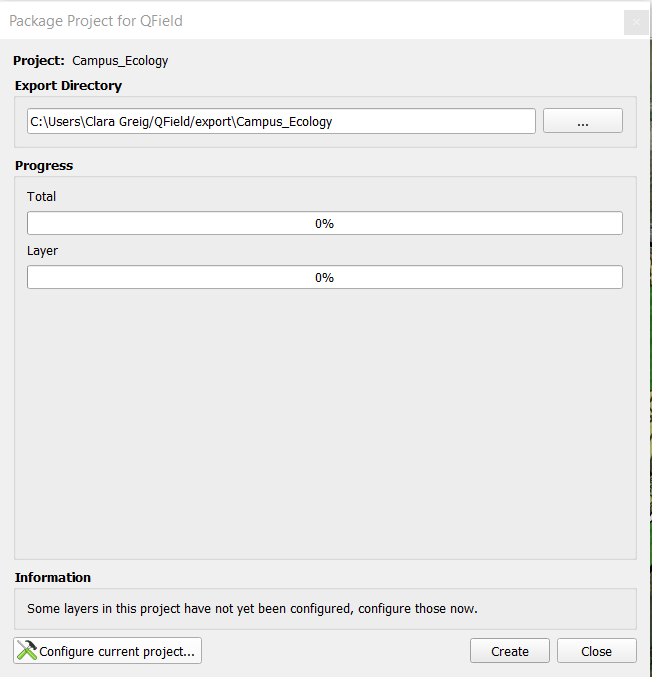 Package Project for QField
Project: Campus_Ecology
Export Directory
C:\Users\Clara Greig/QField/export\Campus_Ecology
...
Progress
Total
0%
Layer
0%
Information
Some layers in this project have not yet been configured, configure those now.
Configure current project...
Create
Close